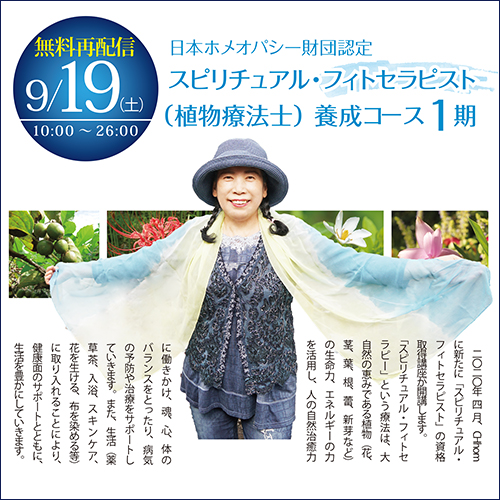 無料再配信
9/19(土)
10:00 ～ 26:00
日本ホメオパシー財団認定
スピリチュアル・フィトセラピスト
（植物療法士）養成コース1期
二〇二〇年四月、CHhom
に新たに「スピリチュアル・
フィトセラピスト」の資格
取得講座が開講します。
「スピリチュアル・フィトセ
ラピー」という療法は、大
自然の恵みである植物（花、
茎、葉、根、蕾、新芽など）
の生命力、エネルギーの力
を活用し、人の自然治癒力
に働きかけ、魂、心、体の
バランスをとったり、病気
の予防や治療をサポートし
ていきます。また、生活（薬
草茶、入浴、スキンケア、
花を生ける、布を染める等）
に取り入れることにより、
健康面のサポートとともに、
生活を豊かにしていきます。